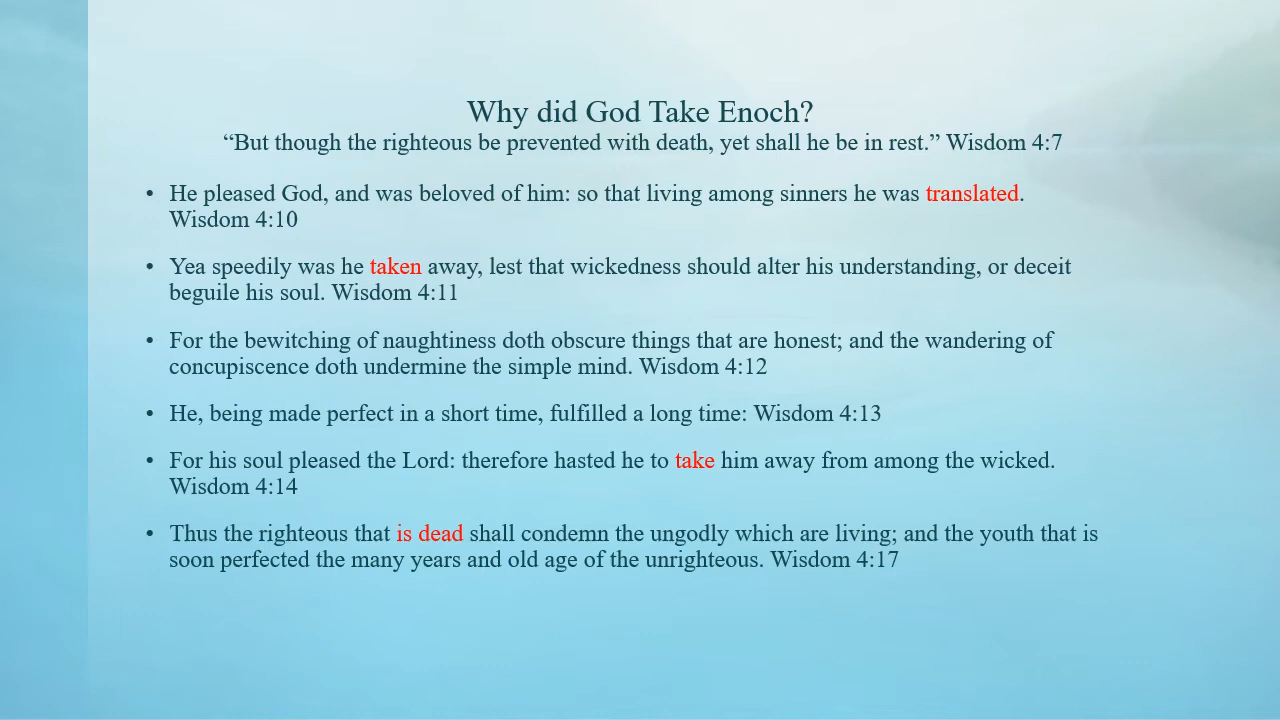 Why did God Take Enoch?
“But though the righteous be prevented with death, yet shall he be in rest.” Wisdom 4:7
• He pleased God, and was beloved of him: so that living among sinners he was translated.
Wisdom 4:10
• Yea speedily was he taken away, lest that wickedness should alter his understanding, or deceit
beguile his soul. Wisdom 4:11
• For the bewitching of naughtiness doth obscure things that are honest; and the wandering of
concupiscence doth undermine the simple mind. Wisdom 4:12
• He, being made perfect in a short time, fulfilled a long time: Wisdom 4:13
• For his soul pleased the Lord: therefore hasted he to take him away from among the wicked.
Wisdom 4:14
• Thus the righteous that is dead shall condemn the ungodly which are living; and the youth that is
soon perfected the many years and old age of the unrighteous. Wisdom 4:17